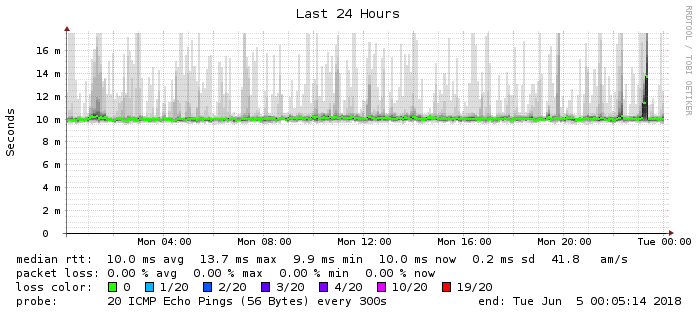 Last 24 Hours
RRDTOOL / TOBI OETIKER
Seconds
16 m
14 m
12 m
10 m
8 m
6 m
4 m
2 m
0
Mon 04:00 Mon 08:00 Mon 12:00 Mon 16:00 Mon 20:00 Tue 00:00
median rtt: 10.0 ms avg 13.7 ms max 9.9 ms min 10.0 ms now 0.2 ms sd 41.8 am/s
packet loss: 0.00 % avg 0.00 % max 0.00 % min 0.00 % now
loss color: 0 1/20 2/20 3/20 4/20 10/20 19/20
probe: 20 ICMP Echo Pings (56 Bytes) every 300s end: Tue Jun 5 00:05:14 2018